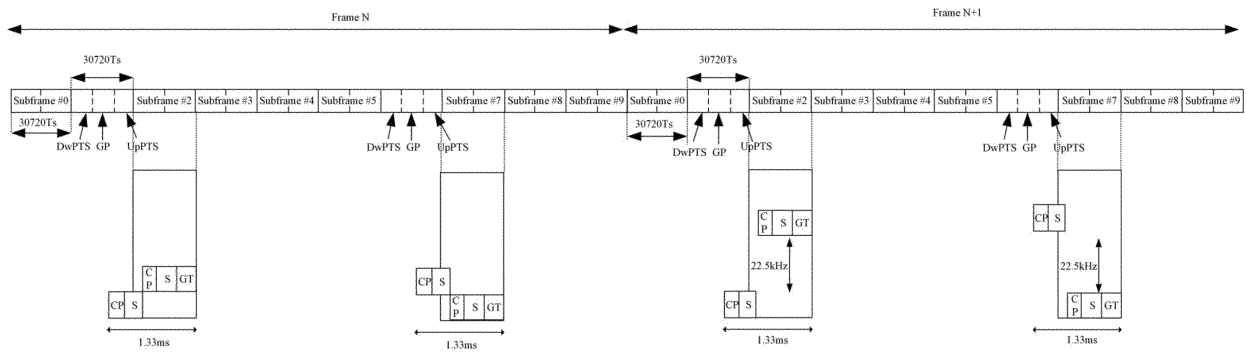 Frame N
Frame N+1
30720Ts
30720Ts
Subframe #0
Subframe #2
Subframe #3
Subframe #4
Subframe #5
Subframe #7
Subframe #8
Subframe #9
Subframe #0
Subframe #2
Subframe #3
Subframe #4
Subframe #5
Subframe #7
Subframe #8
Subframe #9
30720Ts
DwPTS
GP
UpPTS
DwPTS
GP
UpPTS
30720Ts
DwPTS
GP
UpPTS
DwPTS
GP
UpPTS
C
P
S
GT
CP
S
1.33ms
CP
S
C
P
S
GT
1.33ms
C
P
S
GT
22.5kHz
CP
S
1.33ms
CP
S
22.5kHz
C
P
S
GT
1.33ms